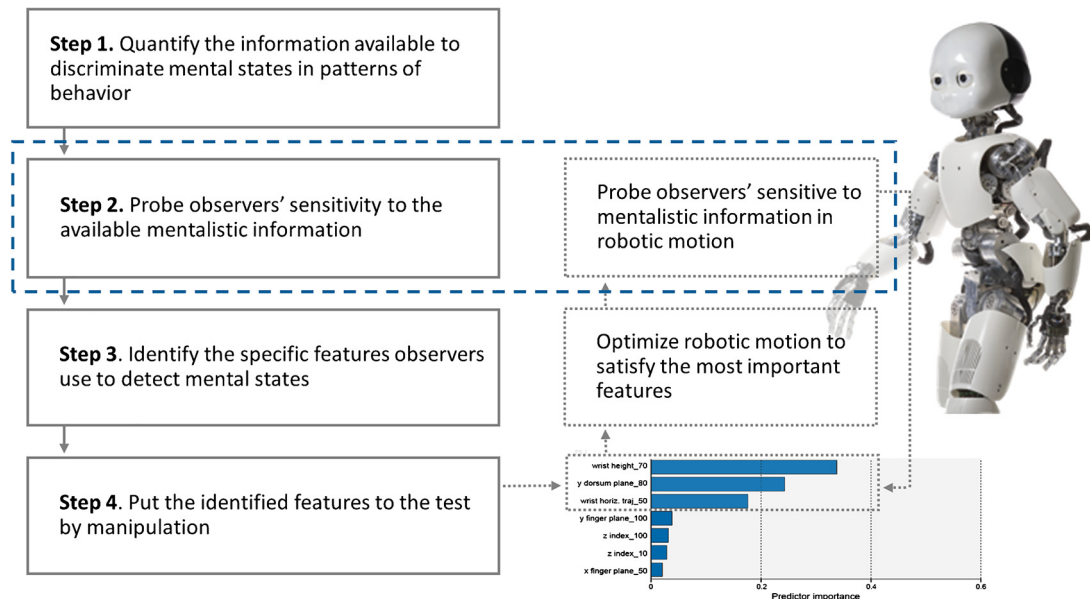 Step 1. Quantify the information available to
discriminate mental states in patterns of
behavior
Step 2. Probe observers’ sensitivity to the
available mentalistic information
Probe observers’ sensitive to
mentalistic information in
robotic motion
Step 3. Identify the specific features observers
use to detect mental states
Optimize robotic motion to
satisfy the most important
features
Step 4. Put the identified features to the test
by manipulation
wrist height_70
y dorsum plane_80
wrist horiz. traj_50
y finger plane_100
z index_100
z index_10
x finger plane_50
0 0.2 0.4 0.6
Predictor importance